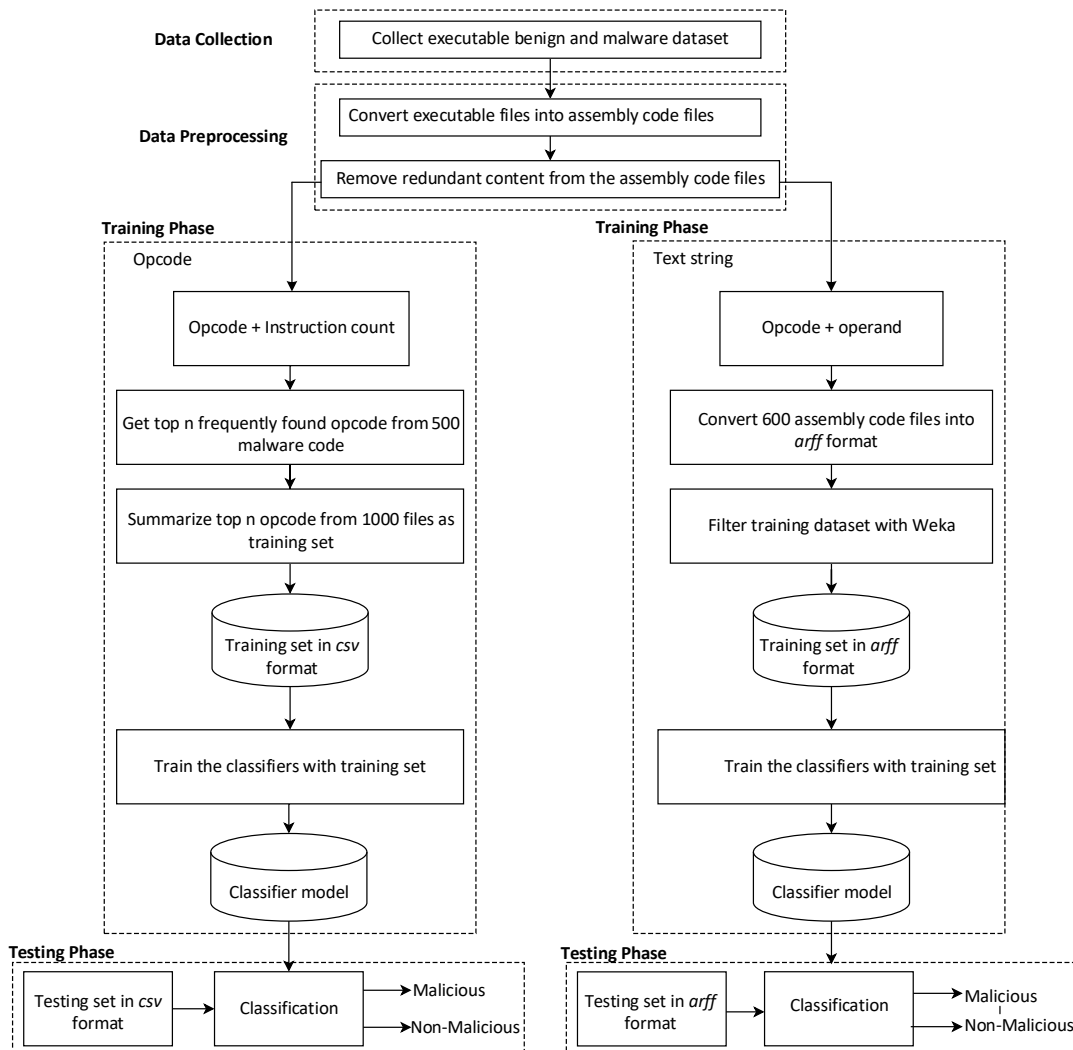 Data Collection
Collect executable benign and malware dataset
Data Preprocessing
Convert executable files into assembly code files
Remove redundant content from the assembly code files
Training Phase
Opcode
Opcode + Instruction count
Get top n frequently found opcode from 500
malware code
Summarize top n opcode from 1000 files as
training set
Training set in csv
format
Train the classifiers with training set
Classifier model
Testing Phase
Testing set in csv
format
Classification
Malicious
Non-Malicious
Training Phase
Text string
Opcode + operand
Convert 600 assembly code files into
arff format
Filter training dataset with Weka
Training set in arff
format
Train the classifiers with training set
Classifier model
Testing Phase
Testing set in arff
format
Classification
Malicious
Non-Malicious